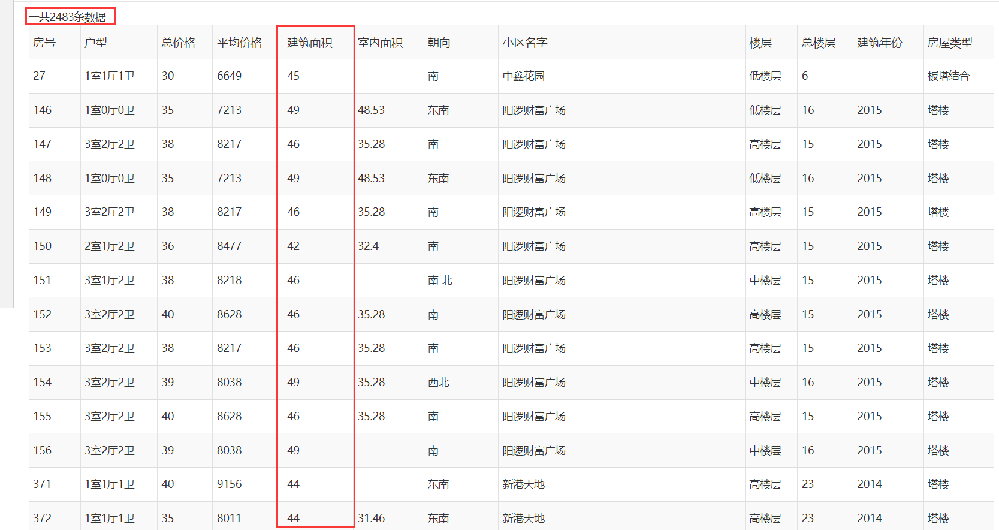 一共2483条数据
房号 户型 总价格 平均价格 建筑面积 室内面积 朝向 小区名字 楼层 总楼层 建筑年份 房屋类型
27 1室1厅1卫 30 6649 45 南 中鑫花园 低楼层 6 板塔结合
146 1室0厅0卫 35 7213 49 48.53 东南 阳逻财富广场 低楼层 16 2015 塔楼
147 3室2厅2卫 38 8217 46 35.28 南 阳逻财富广场 高楼层 15 2015 塔楼
148 1室0厅0卫 35 7213 49 48.53 东南 阳逻财富广场 低楼层 16 2015 塔楼
149 3室2厅2卫 38 8217 46 35.28 南 阳逻财富广场 高楼层 15 2015 塔楼
150 2室1厅2卫 36 8477 42 32.4 南 阳逻财富广场 高楼层 15 2015 塔楼
151 3室1厅2卫 38 8218 46 南 北 阳逻财富广场 中楼层 15 2015 塔楼
152 3室2厅2卫 40 8628 46 35.28 南 阳逻财富广场 高楼层 15 2015 塔楼
153 3室2厅2卫 38 8217 46 35.28 南 阳逻财富广场 高楼层 15 2015 塔楼
154 3室2厅2卫 39 8038 49 35.28 西北 阳逻财富广场 中楼层 16 2015 塔楼
155 3室2厅2卫 40 8628 46 35.28 南 阳逻财富广场 高楼层 15 2015 塔楼
156 3室2厅2卫 39 8038 49 南 阳逻财富广场 中楼层 16 2015 塔楼
371 1室1厅1卫 40 9156 44 东南 新港天地 高楼层 23 2014 塔楼
372 1室1厅1卫 35 8011 44 31.46 东南 新港天地 高楼层 23 2014 塔楼